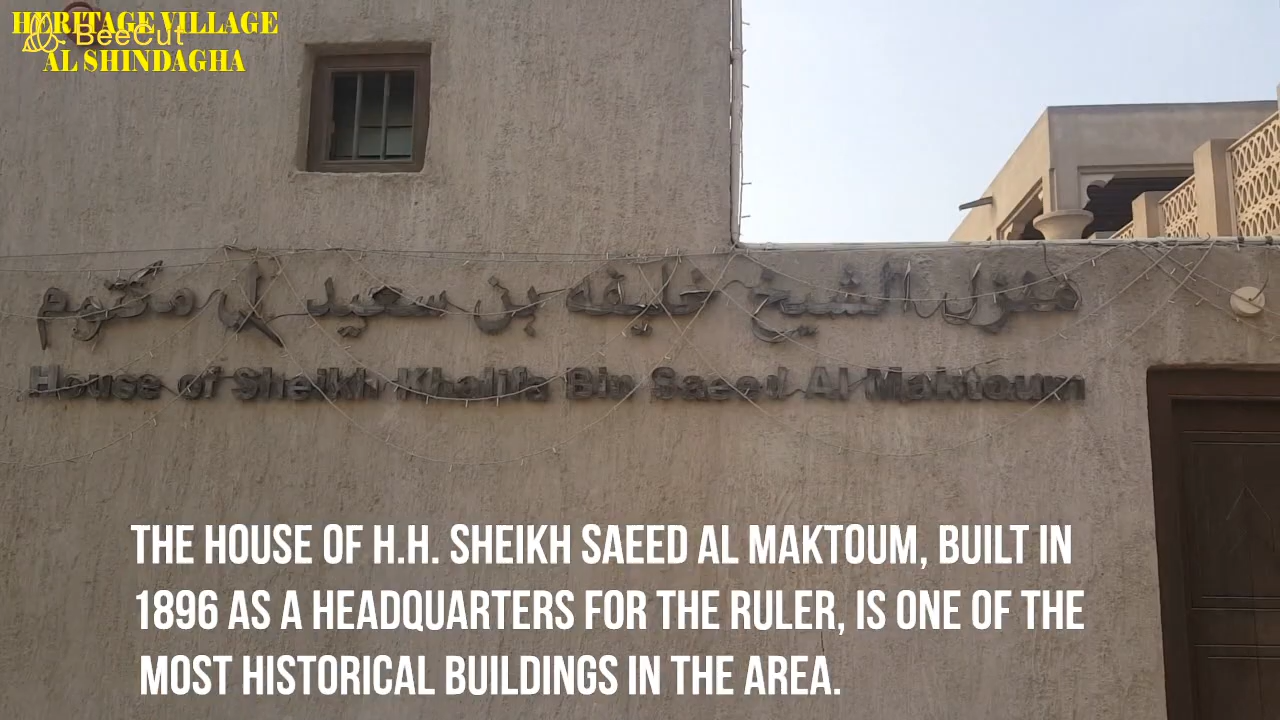 HERITAGE VILLAGE
BeeCut
AL SHINDAGHA
منزل الشيخ خليفه بن سعيد ال مكتوم
House of Sheikh Khalifa Bin Saeed Al Maktoum
THE HOUSE OF H.H. SHEIKH SAEED AL MAKTOUM, BUILT IN
1896 AS A HEADQUARTERS FOR THE RULER, IS ONE OF THE
MOST HISTORICAL BUILDINGS IN THE AREA.